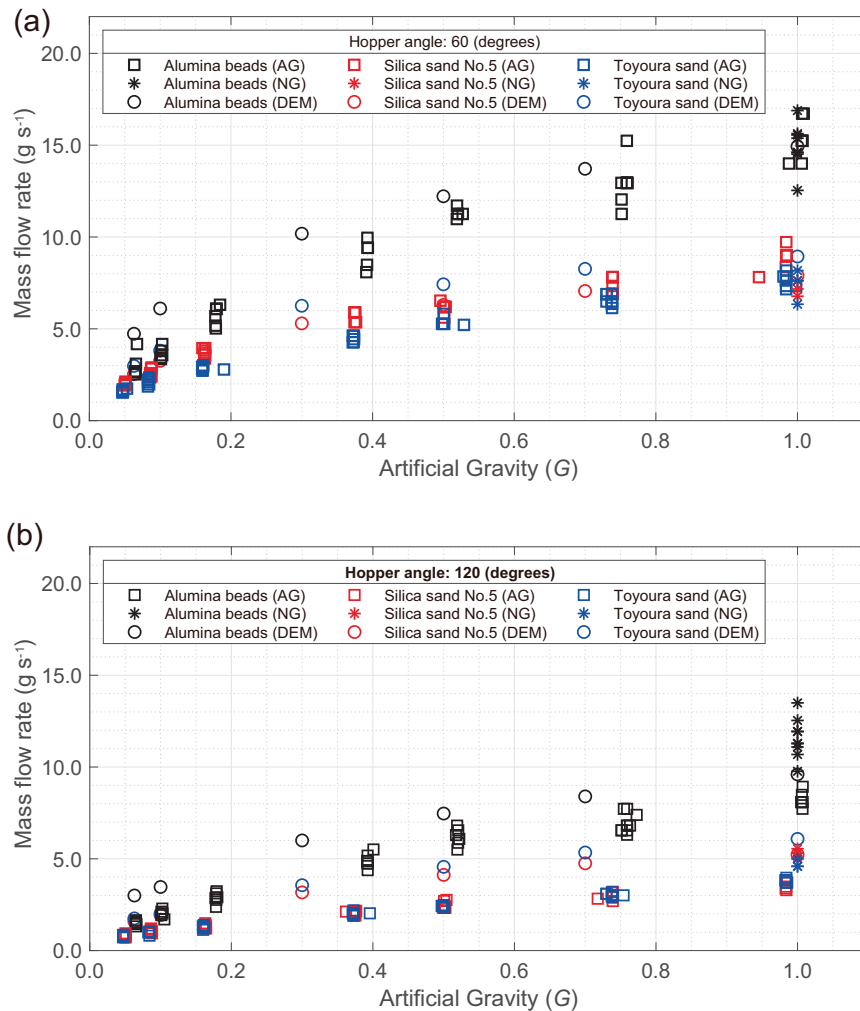 (a)
Hopper angle: 60 (degrees)
Alumina beads (AG) Silica sand No.5 (AG) Toyoura sand (AG)
Alumina beads (NG) Silica sand No.5 (NG) Toyoura sand (NG)
Alumina beads (DEM) Silica sand No.5 (DEM) Toyoura sand (DEM)
Mass flow rate (g s⁻¹)
20.0
15.0
10.0
5.0
0.0
0.0 0.2 0.4 0.6 0.8 1.0
Artificial Gravity (G)
(b)
Hopper angle: 120 (degrees)
Alumina beads (AG) Silica sand No.5 (AG) Toyoura sand (AG)
Alumina beads (NG) Silica sand No.5 (NG) Toyoura sand (NG)
Alumina beads (DEM) Silica sand No.5 (DEM) Toyoura sand (DEM)
Mass flow rate (g s⁻¹)
20.0
15.0
10.0
5.0
0.0
0.0 0.2 0.4 0.6 0.8 1.0
Artificial Gravity (G)